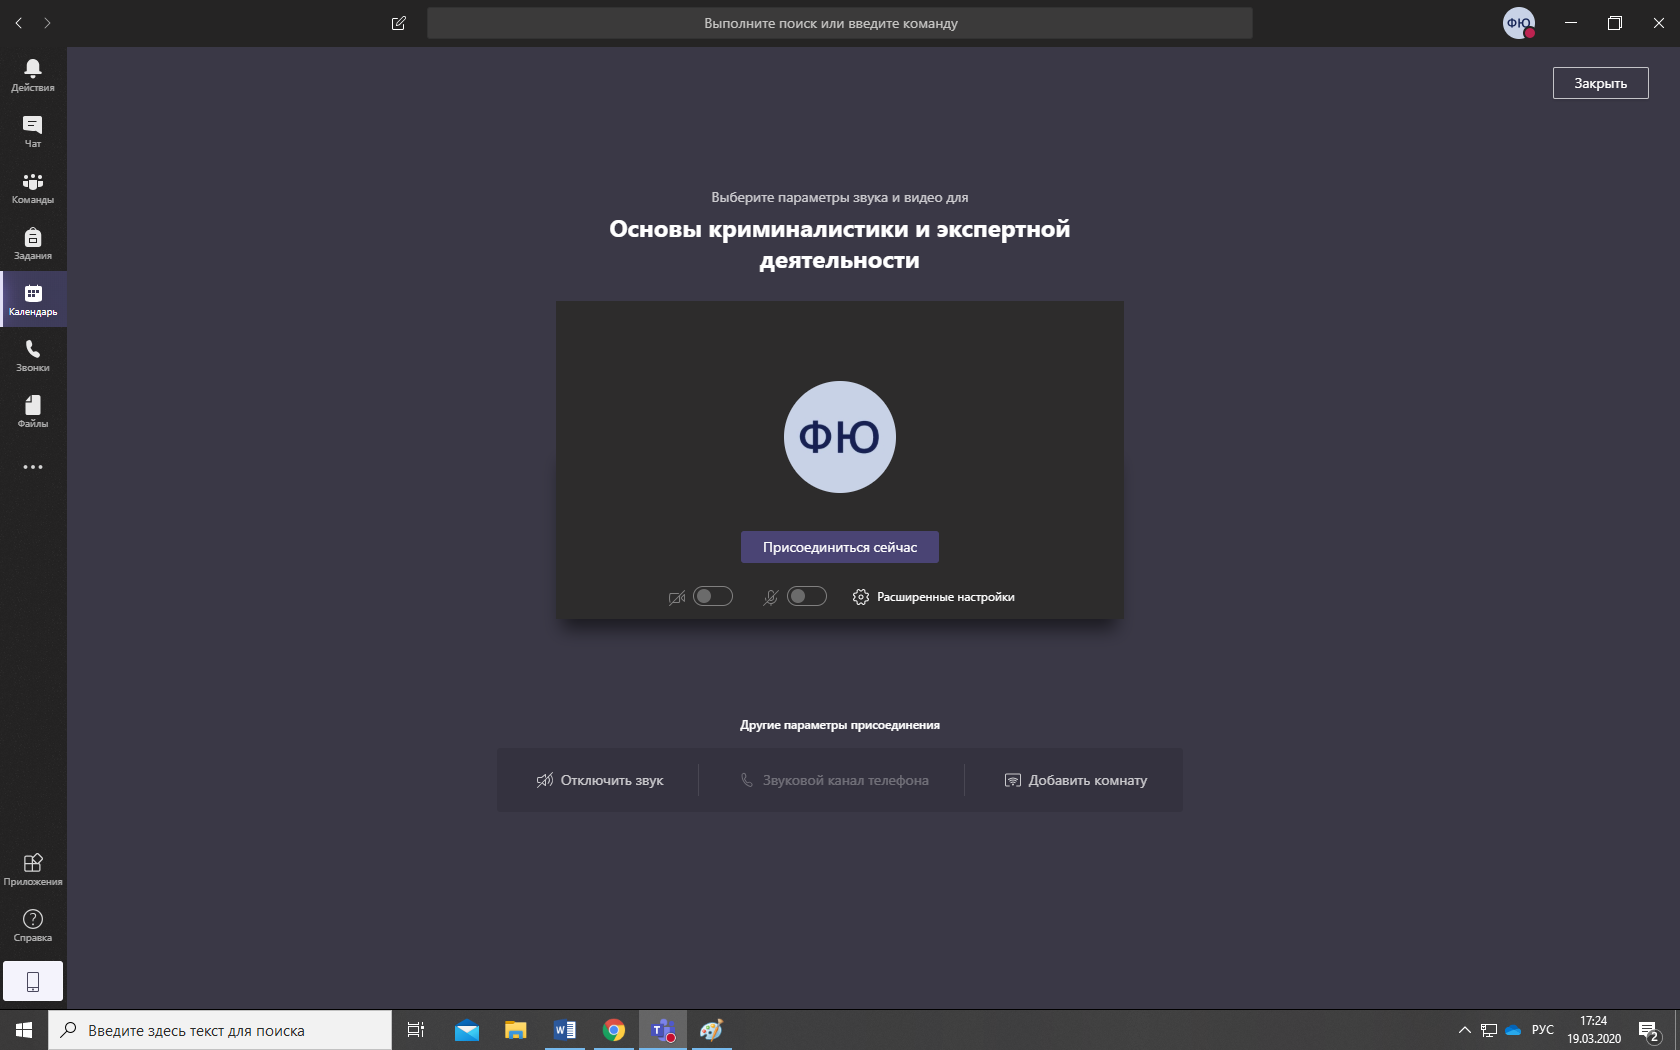 Выполните поиск или введите команду
ФЮ
Действия
Чат
Команды
Задания
Календарь
Звонки
Файлы
Приложения
Справка
Закрыть
Выберите параметры звука и видео для
Основы криминалистики и экспертной
деятельности
ФЮ
Присоединиться сейчас
Расширенные настройки
Другие параметры присоединения
Отключить звук
Звуковой канал телефона
Добавить комнату
Введите здесь текст для поиска
РУС
17:24
19.03.2020
2